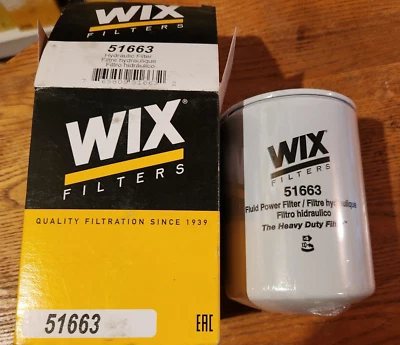 WIX
FILTERS
51663
Hydraulic Filter
Filtre hydraulique
Filtro hidráulico
WIX
FILTERS
QUALITY FILTRATION SINCE 1939
51663
EAC
WIX
FILTERS
51663
Fluid Power Filter / Filtre hydraulique
Filtro hidraulico
The Heavy Duty Filter